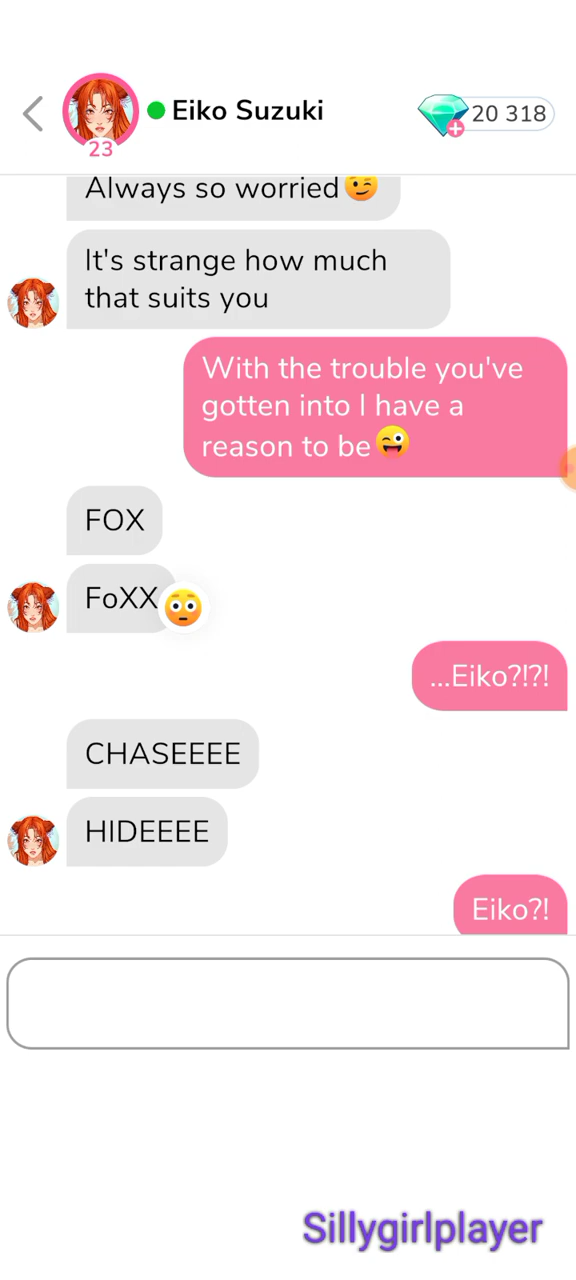 Eiko Suzuki
20 318
23
Always so worried😉
It's strange how much
that suits you
With the trouble you've
gotten into I have a
reason to be😜
FOX
FoXX
...Eiko?!?!
CHASEEEE
HIDEEEE
Eiko?!
Sillygirlplayer